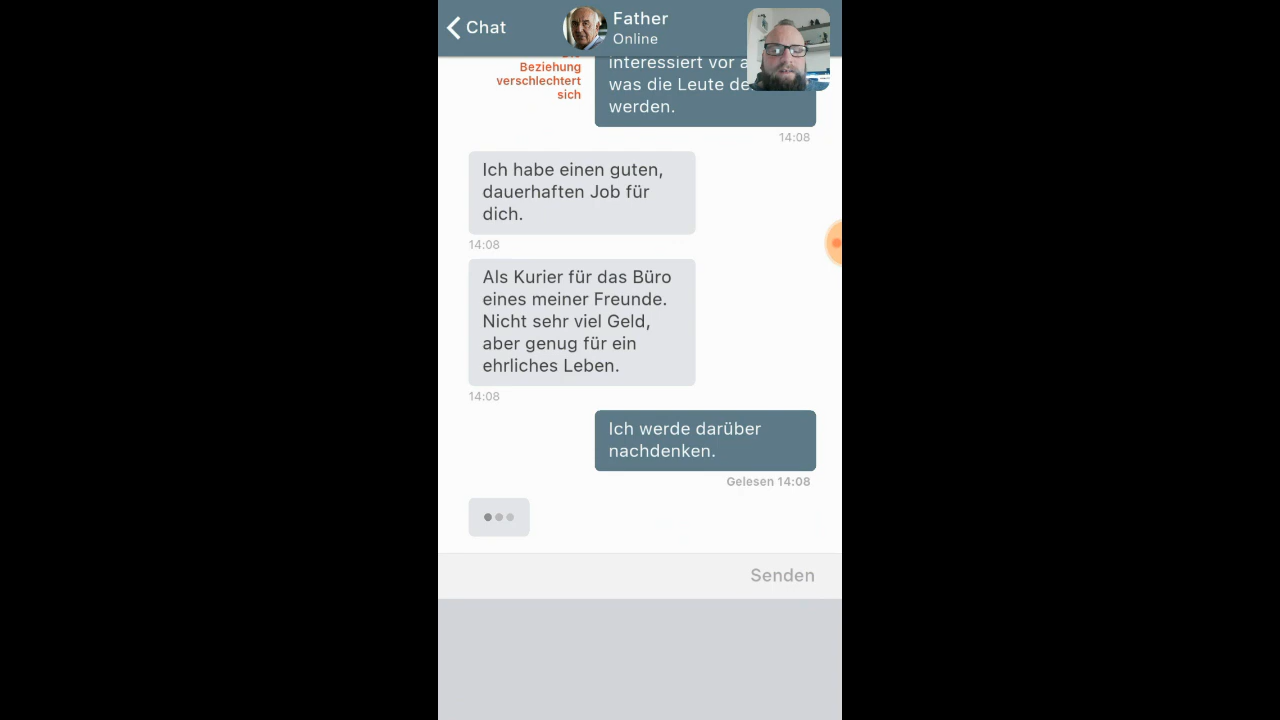 Chat
Father
Online
Beziehung
verschlechtert
sich
interessiert vor
was die Leute
werden.
14:08
Ich habe einen guten,
dauerhaften Job für
dich.
14:08
Als Kurier für das Büro
eines meiner Freunde.
Nicht sehr viel Geld,
aber genug für ein
ehrliches Leben.
14:08
Ich werde darüber
nachdenken.
Gelesen 14:08
Senden